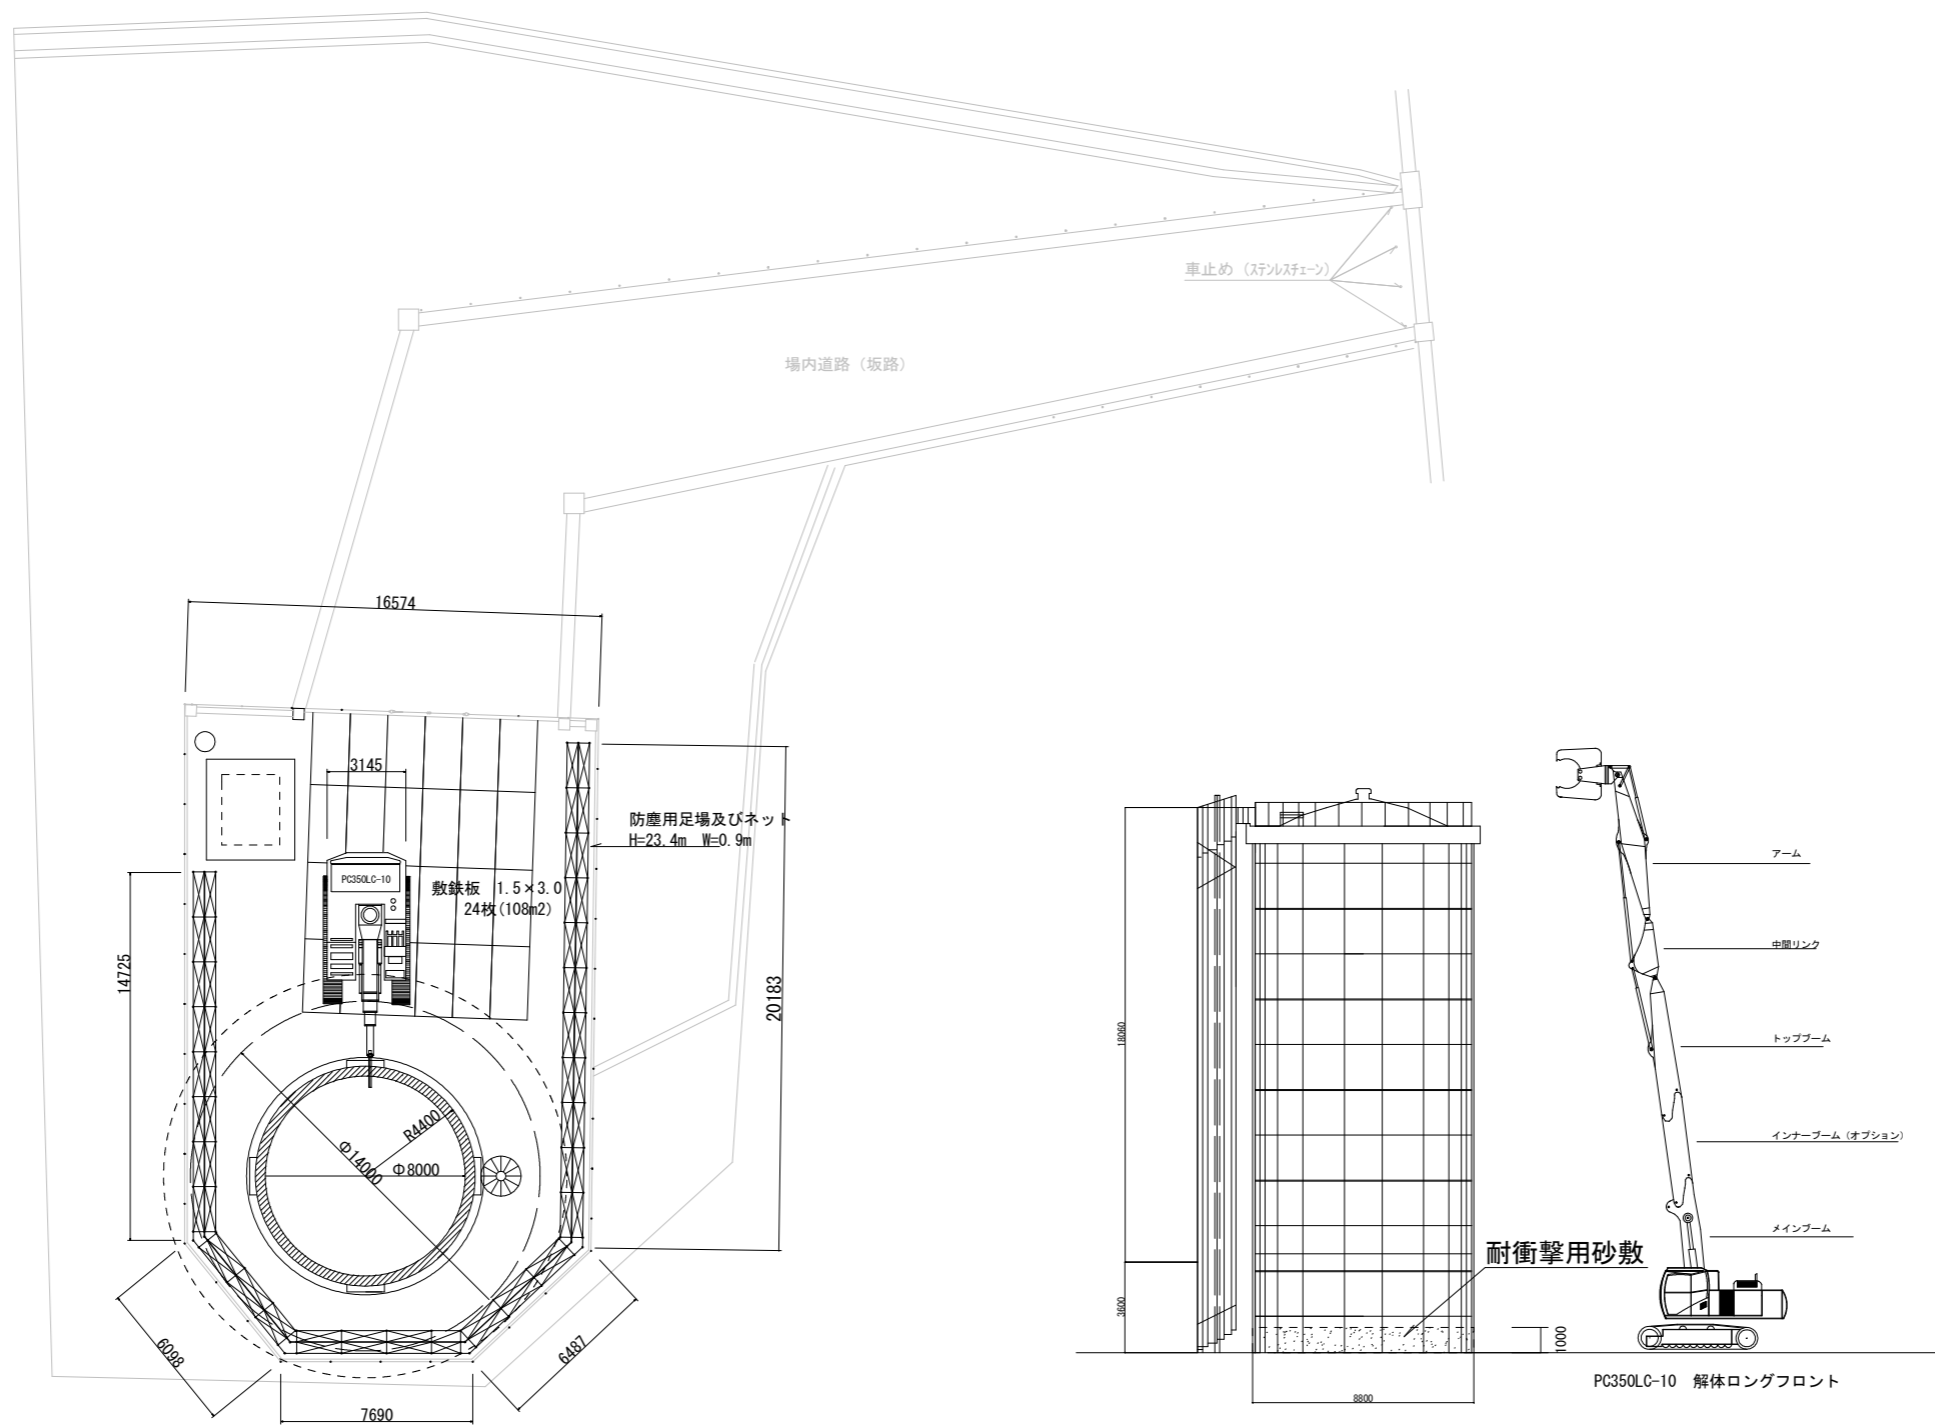 車止め（ｽﾃﾝﾚｽﾁｪｰﾝ）
場内道路（坂路）
16574
3145
防塵用足場及びネット
H=23.4m W=0.9m
PC350LC-10
敷鉄板 1.5×3.0
24枚(108m2)
14725
20183
R4400
Φ14000
Φ8000
6098
6487
7690
アーム
中間リンク
トップブーム
インナーブーム（オプション）
メインブーム
18060
3600
耐衝撃用砂敷
1000
8800
PC350LC-10 解体ロングフロント